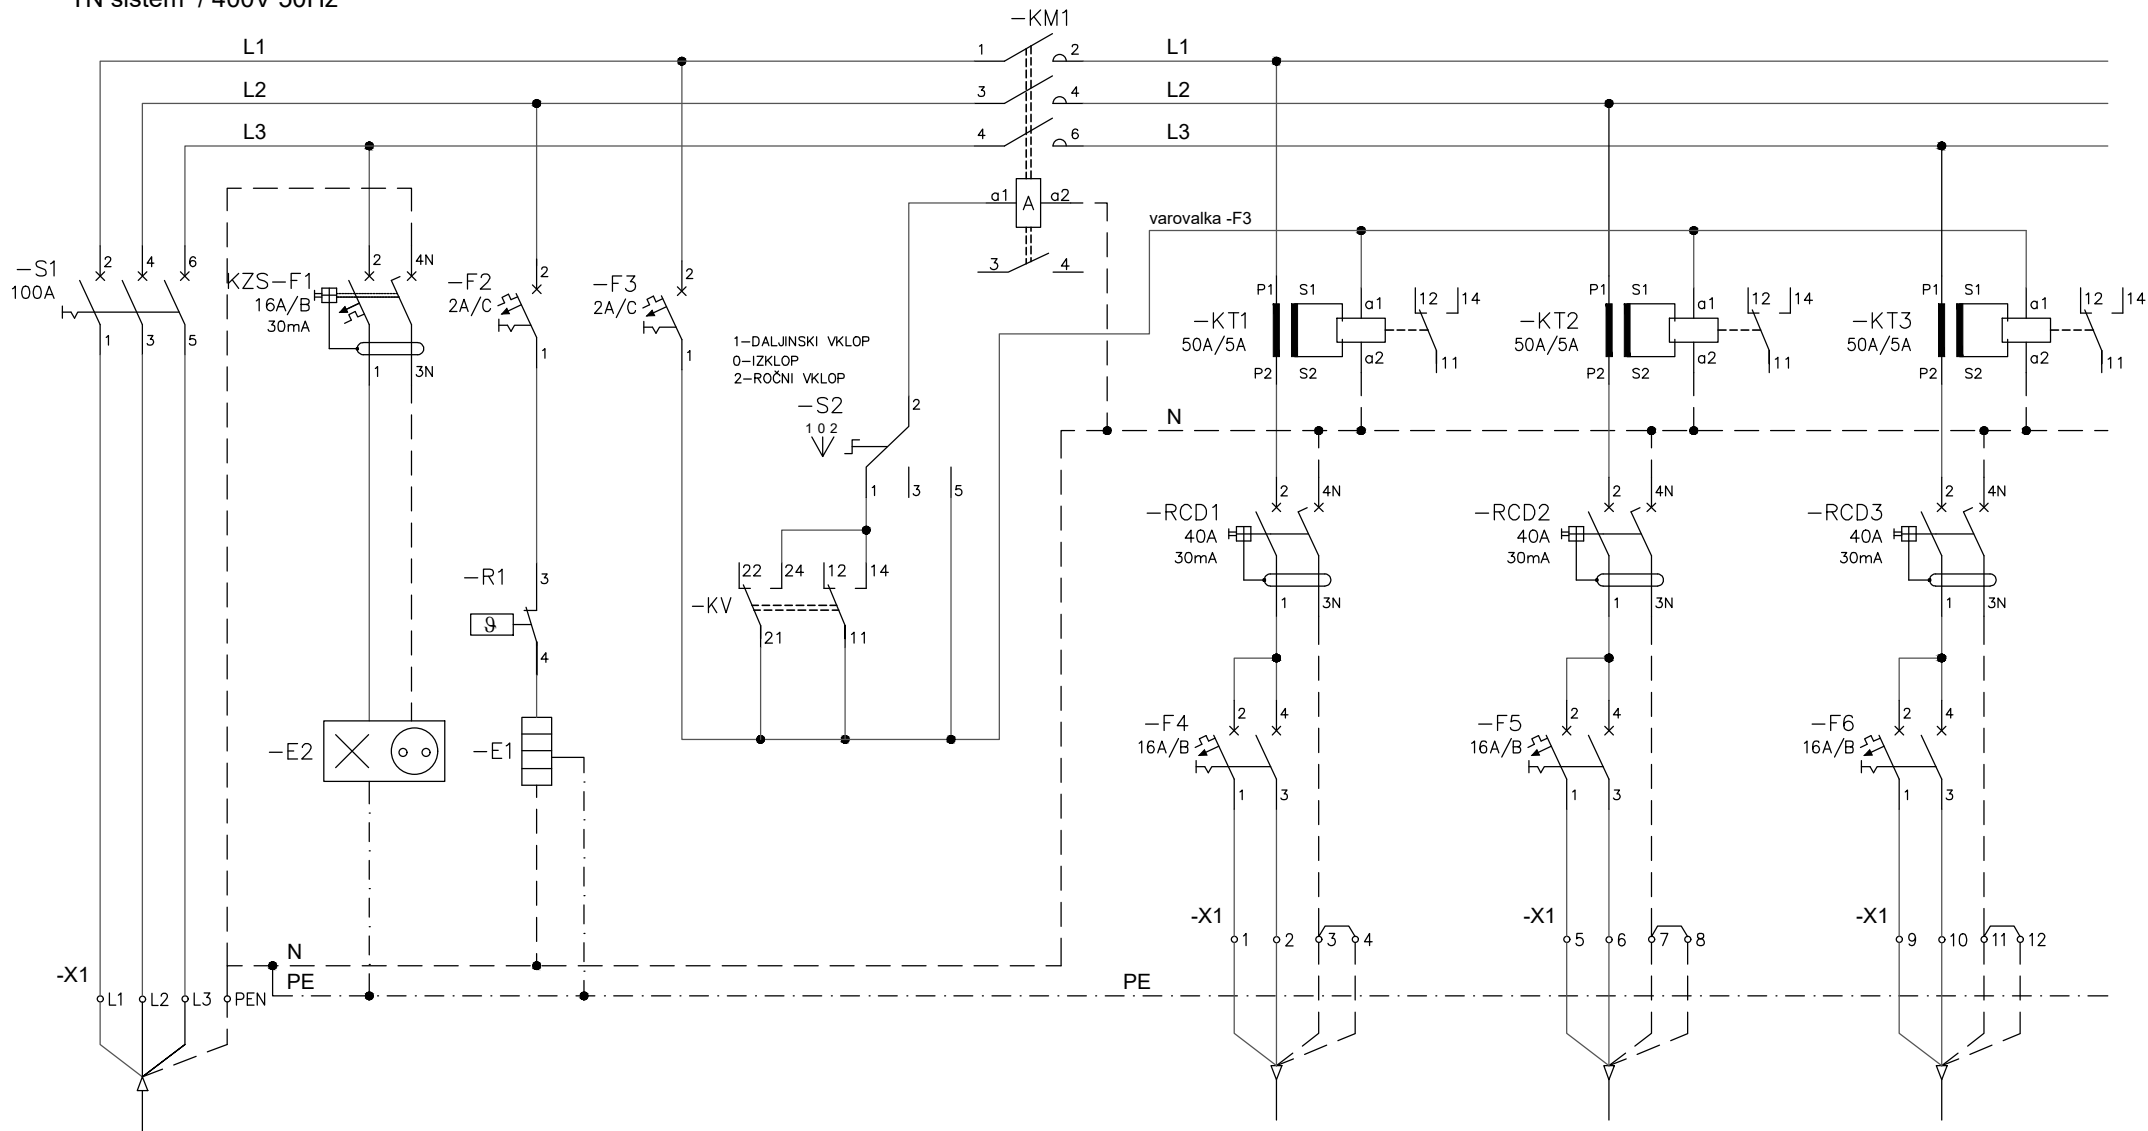 TN sistem / 400V 50Hz
-KM1
L1 1 2 L1
L2 3 4 L2
L3 4 6 L3
a1 A a2
varovalka -F3
3 4
-S1
100A
2 4 6
1 3 5
KZS-F1
16A/B
30mA
2 4N
1 3N
-F2
2A/C
2
1
-F3
2A/C
2
1
1-DALJINSKI VKLOP
0-IZKLOP
2-ROČNI VKLOP
-S2
1 0 2
2
1 3 5
-KT1
50A/5A
P1 S1 a1 12 14
P2 S2 a2 11
-KT2
50A/5A
P1 S1 a1 12 14
P2 S2 a2 11
-KT3
50A/5A
P1 S1 a1 12 14
P2 S2 a2 11
N
-RCD1
40A
30mA
2 4N
1 3N
-RCD2
40A
30mA
2 4N
1 3N
-RCD3
40A
30mA
2 4N
1 3N
-R1
3
ϑ
4
-KV
22 24 12 14
21 11
-E2
-E1
-F4
16A/B
2 4
1 3
-F5
16A/B
2 4
1 3
-F6
16A/B
2 4
1 3
-X1
1 2 3 4
-X1
5 6 7 8
-X1
9 10 11 12
N
PE PE
-X1
L1 L2 L3 PEN